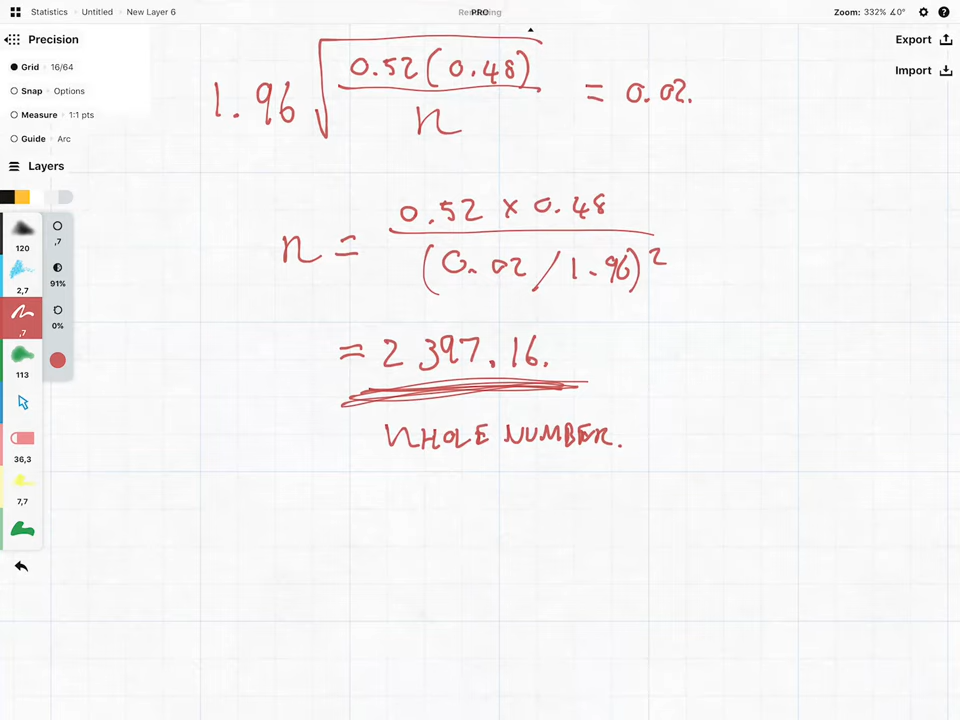 Statistics Untitled New Layer 6
PRO
Zoom: 332% ∡0°
Precision
Export
Import
Grid 16/64
Snap Options
Measure 1:1 pts
Guide Arc
Layers
120
2,7
,7
113
36,3
7,7
,7
91%
0%
1.96 √(0.52(0.48)/n) = 0.02.
n = 0.52 x 0.48 / (0.02/1.96)²
= 2 397.16.
WHOLE NUMBER.